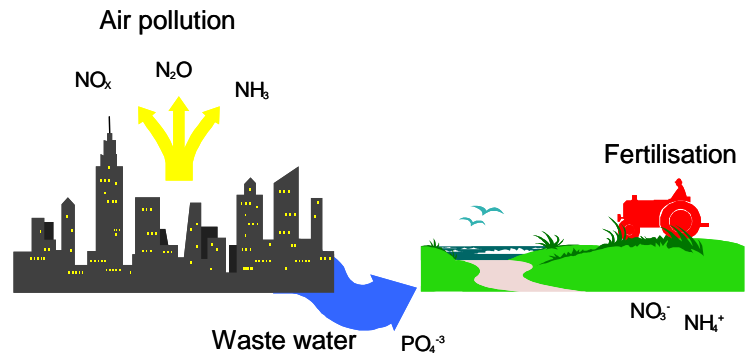 Air pollution
NOₓ
N₂O
NH₃
Fertilisation
NO₃⁻
NH₄⁺
Waste water
PO₄⁻³